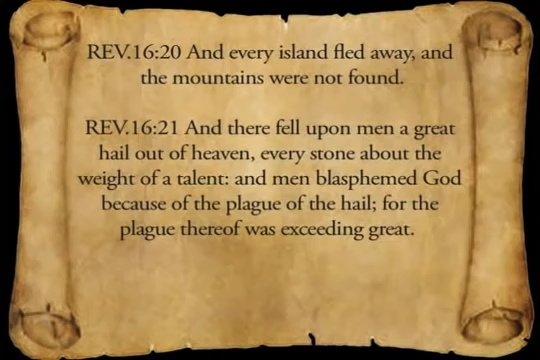 REV.16:20 And every island fled away, and
the mountains were not found.
REV.16:21 And there fell upon men a great
hail out of heaven, every stone about the
weight of a talent: and men blasphemed God
because of the plague of the hail; for the
plague thereof was exceeding great.